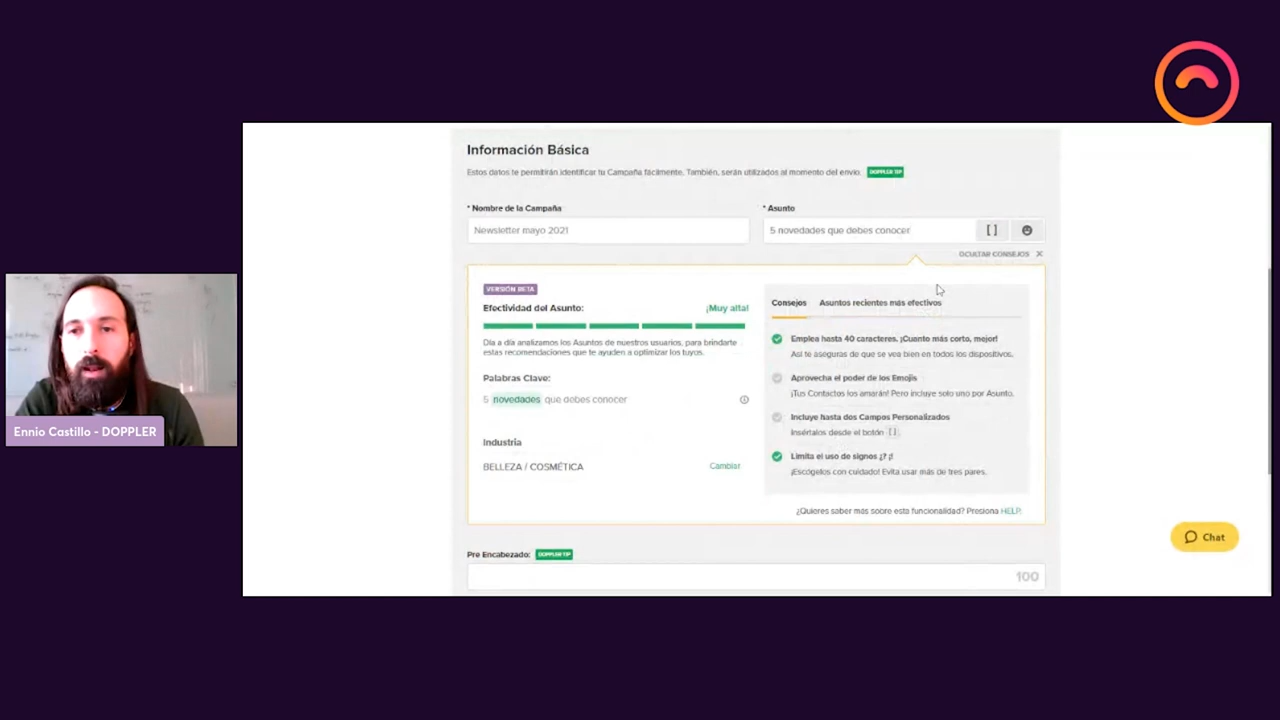 Información Básica
Estos datos te permitirán identificar tu Campaña fácilmente. También, serán utilizados al momento del envío. DOPPLER TIP
* Nombre de la Campaña
* Asunto
Newsletter mayo 2021
5 novedades que debes conocer
[ ]
OCULTAR CONSEJOS ✕
VERSIÓN BETA
Efectividad del Asunto: ¡Muy alta!
Día a día analizamos los Asuntos de nuestros usuarios, para brindarte
estas recomendaciones que te ayuden a optimizar los tuyos.
Palabras Clave:
5 novedades que debes conocer
Industria
BELLEZA / COSMÉTICA
Cambiar
Consejos Asuntos recientes más efectivos
Emplea hasta 40 caracteres. ¡Cuanto más corto, mejor!
Así te aseguras de que se vea bien en todos los dispositivos.
Aprovecha el poder de los Emojis
¡Tus Contactos los amarán! Pero incluye solo uno por Asunto.
Incluye hasta dos Campos Personalizados
Insértalos desde el botón [ ].
Limita el uso de signos ¿? ¡!
¡Escógelos con cuidado! Evita usar más de tres pares.
¿Quieres saber más sobre esta funcionalidad? Presiona HELP.
Pre Encabezado: DOPPLER TIP
100
Chat
Ennio Castillo - DOPPLER